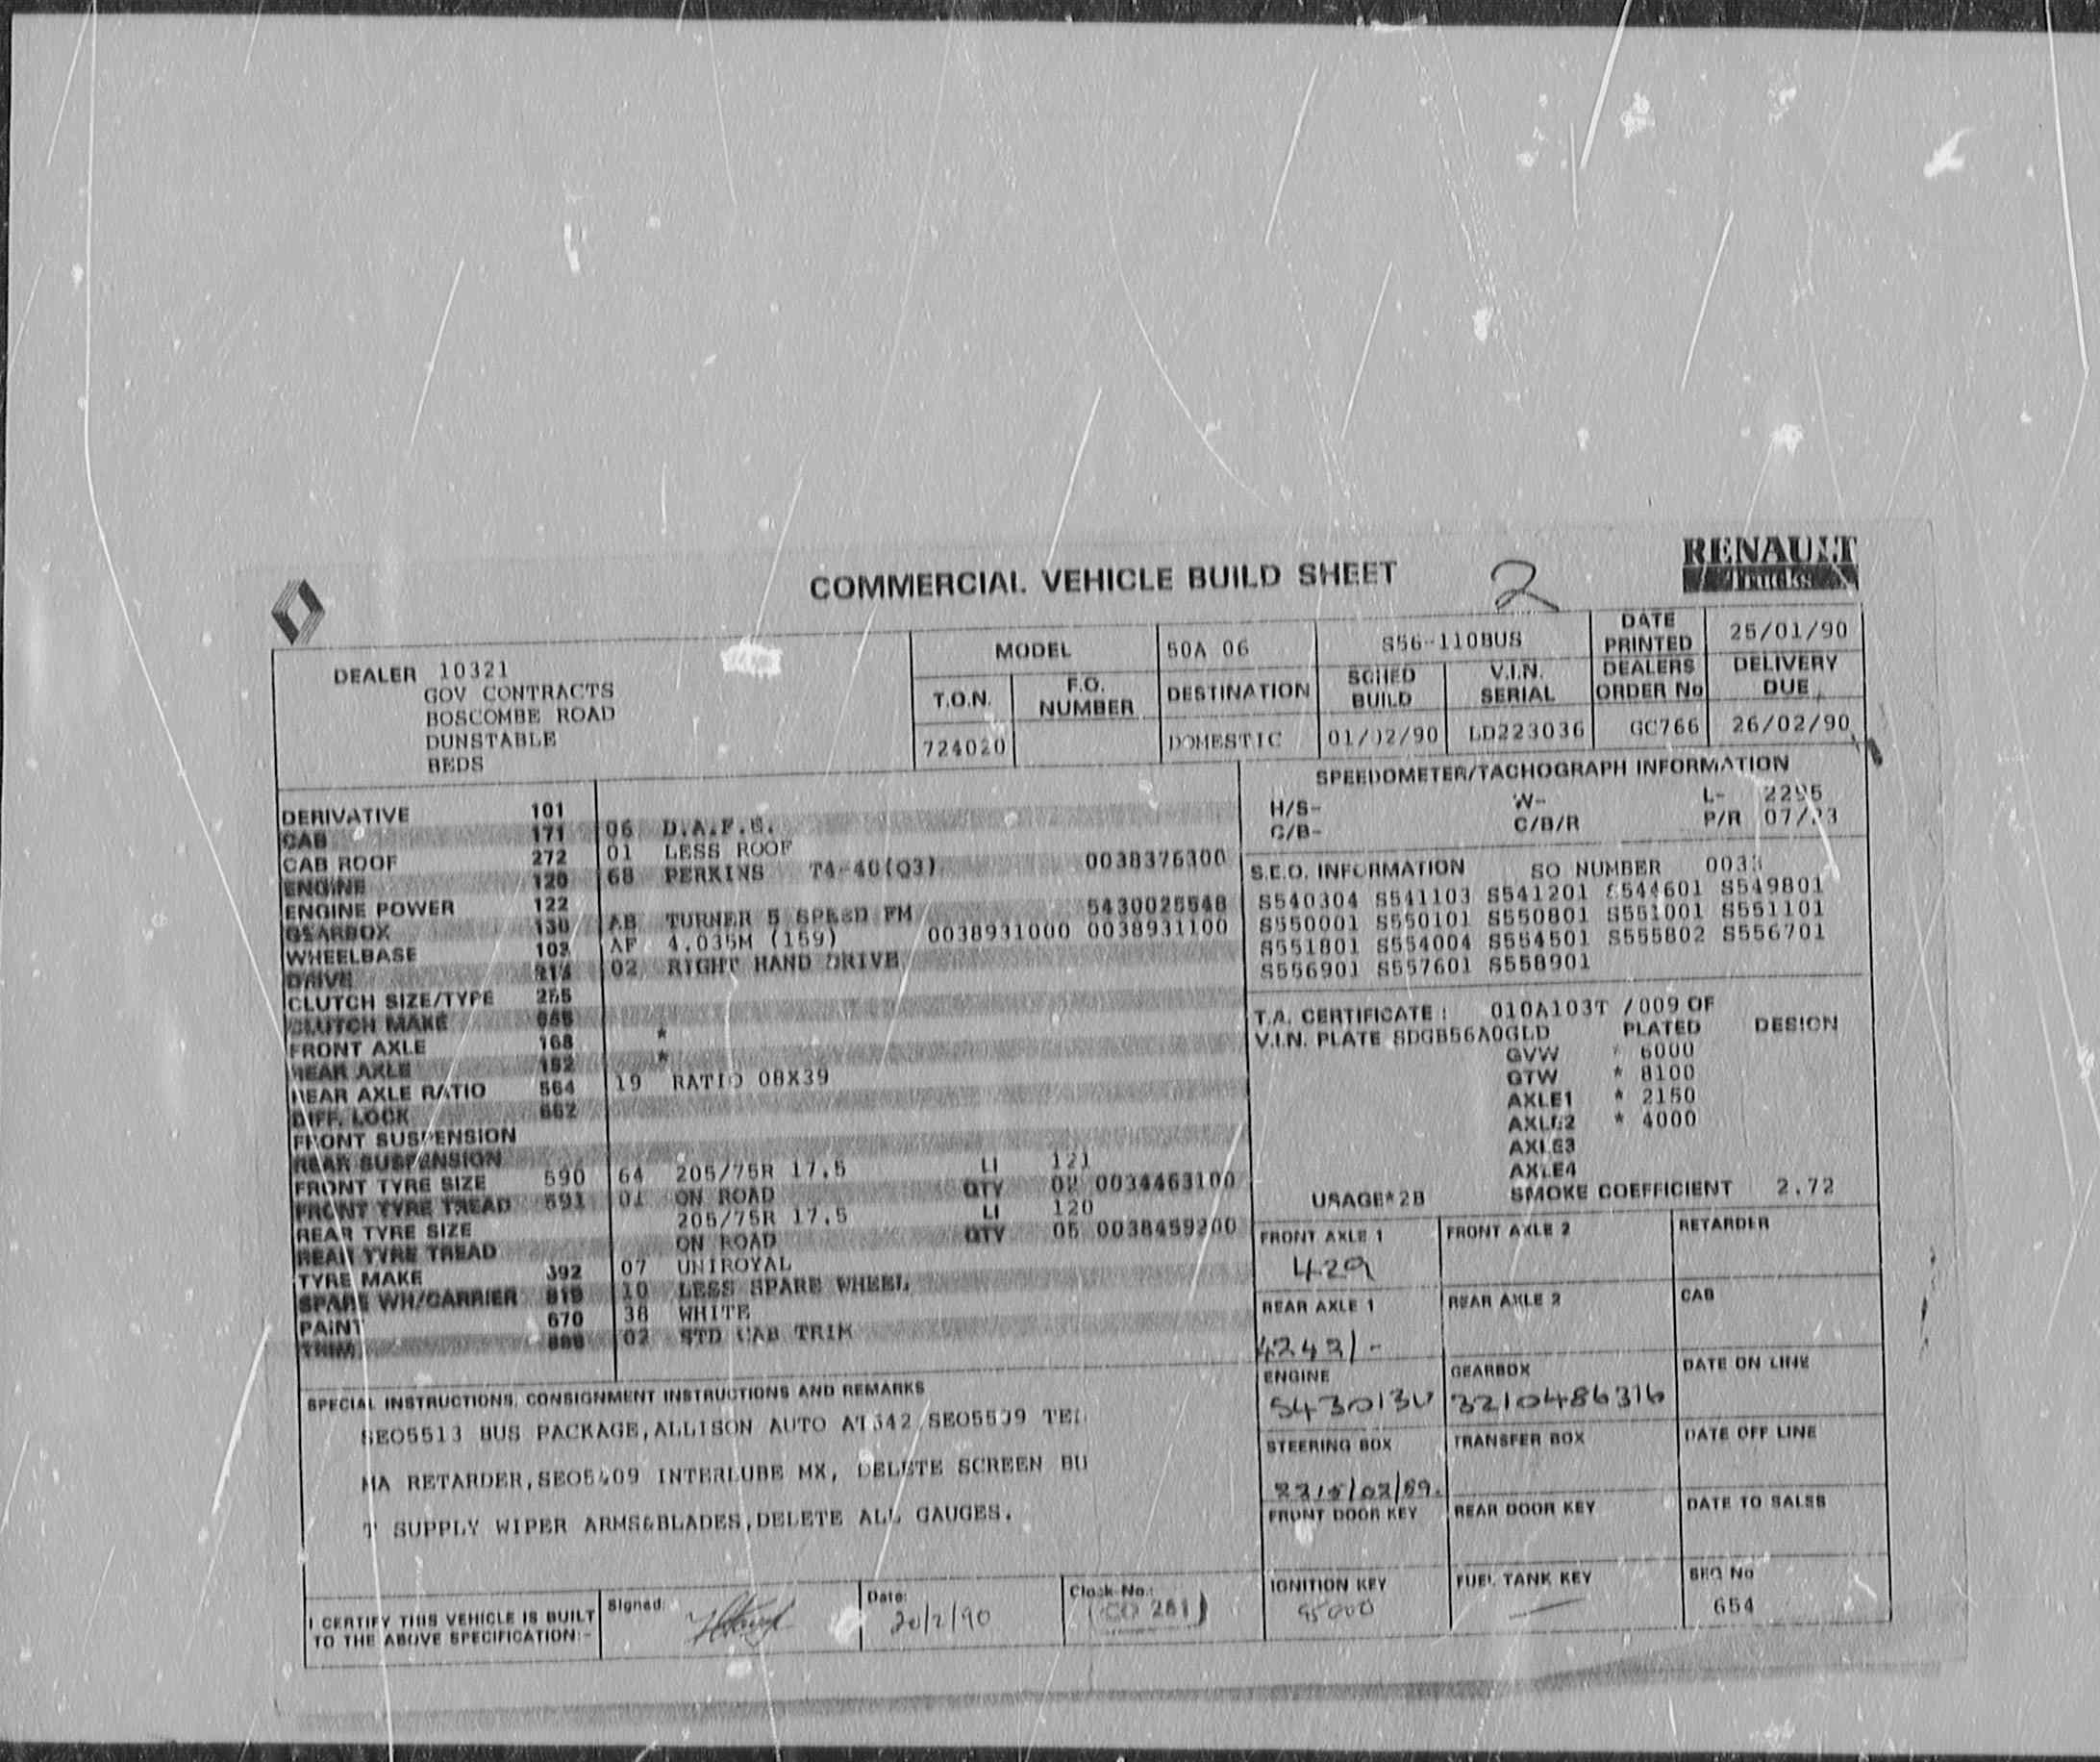 COMMERCIAL VEHICLE BUILD SHEET
2
RENAULT
Trucks
DEALER 10321
GOV CONTRACTS
BOSCOMBE ROAD
DUNSTABLE
BEDS
MODEL 50A 06 S56-110BUS DATE PRINTED 25/01/90
T.O.N. F.O. NUMBER DESTINATION SCHED BUILD V.I.N. SERIAL DEALERS ORDER No DELIVERY DUE
724020 DOMESTIC 01/02/90 LD223036 GC766 26/02/90
DERIVATIVE 101
CAB 171 06 D.A.F.S.
CAB ROOF 272 01 LESS ROOF
ENGINE 120 68 PERKINS T4-40(Q3) 0038376300
ENGINE POWER 122
GEARBOX 130 AB TURNER 5 SPEED FM 5430025548
WHEELBASE 103 AF 4.035M (159) 0038931000 0038931100
DRIVE 214 02 RIGHT HAND DRIVE
CLUTCH SIZE/TYPE 255
CLUTCH MAKE
FRONT AXLE 168 *
REAR AXLE 182 *
REAR AXLE RATIO 564 19 RATIO 08X39
DIFF. LOCK 662
FRONT SUSPENSION
REAR SUSPENSION
FRONT TYRE SIZE 590 64 205/75R 17.5 LI 121
FRONT TYRE TREAD 591 01 ON ROAD QTY 02 0034463100
REAR TYRE SIZE 205/75R 17.5 LI 120
REAR TYRE TREAD ON ROAD QTY 05 0038459200
TYRE MAKE 392 07 UNIROYAL
SPARE WH/CARRIER 10 LESS SPARE WHEEL
PAINT 670 38 WHITE
TRIM 02 STD CAB TRIM
SPEEDOMETER/TACHOGRAPH INFORMATION
H/S- W- L- 2295
C/B- C/B/R P/R 07/23
S.E.O. INFORMATION SO NUMBER
S540304 S541103 S541201 S544601 S549801
S550001 S550101 S550801 S551001 S551101
S551801 S554004 S554501 S555802 S556701
S556901 S557601 S558901
T.A. CERTIFICATE: 010A103T /009 OF
V.I.N. PLATE SDGB56A0GLD PLATED DESIGN
GVW * 6000
GTW * 8100
AXLE1 * 2150
AXLE2 * 4000
AXLE3
AXLE4
USAGE*2B SMOKE COEFFICIENT 2.72
FRONT AXLE 1 FRONT AXLE 2 RETARDER
429
REAR AXLE 1 REAR AXLE 2 CAB
4242/-
ENGINE GEARBOX DATE ON LINE
543013U 3210486316
STEERING BOX TRANSFER BOX DATE OFF LINE
FRONT DOOR KEY REAR DOOR KEY DATE TO SALES
IGNITION KEY FUEL TANK KEY SEQ No
95000 654
SPECIAL INSTRUCTIONS, CONSIGNMENT INSTRUCTIONS AND REMARKS
SEO5513 BUS PACKAGE,ALLISON AUTO AT542,SEO5509 TEL
MA RETARDER,SEO5409 INTERLUBE MX, DELETE SCREEN BU
T SUPPLY WIPER ARMS&BLADES,DELETE ALL GAUGES.
I CERTIFY THIS VEHICLE IS BUILT
TO THE ABOVE SPECIFICATION:-
Signed:
Date:
20/2/90
Clock No.:
(CO 281)